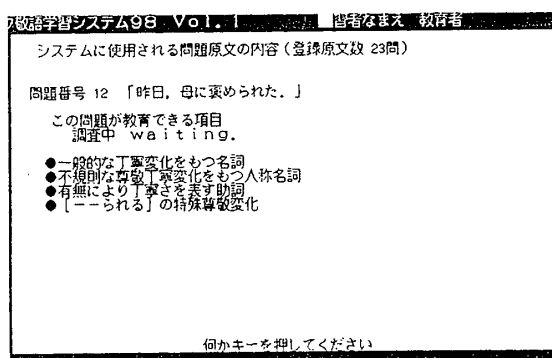 敬語学習システム98 Vol. 1 習者なまえ 教育者
システムに使用される問題原文の内容(登録原文数 23問)
問題番号 12 「昨日，母に褒められた．」
この問題が教育できる項目
調査中 waiting.
●一般的な丁寧変化をもつ名詞
●不規則な尊敬丁寧変化をもつ人称名詞
●有無により丁寧さを表す助詞
●[ーーられる]の特殊尊敬変化
何かキーを押してください